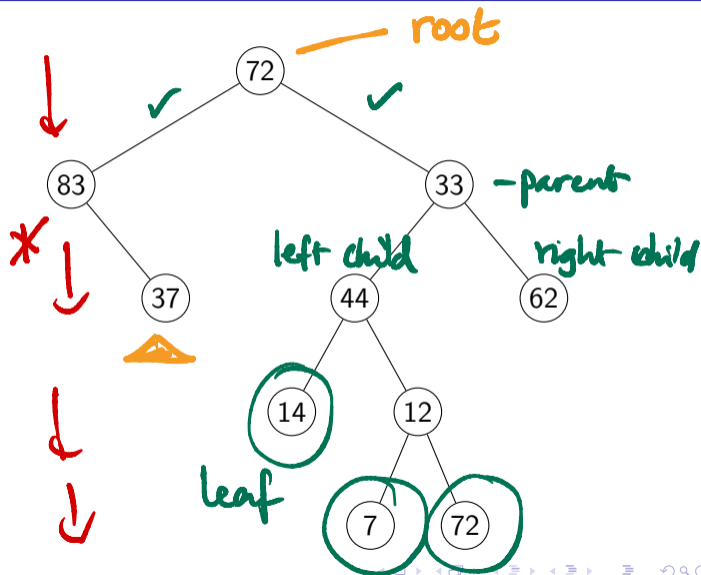 root
72
83
33
-parent
left child
right child
37
44
62
14
12
leaf
7
72